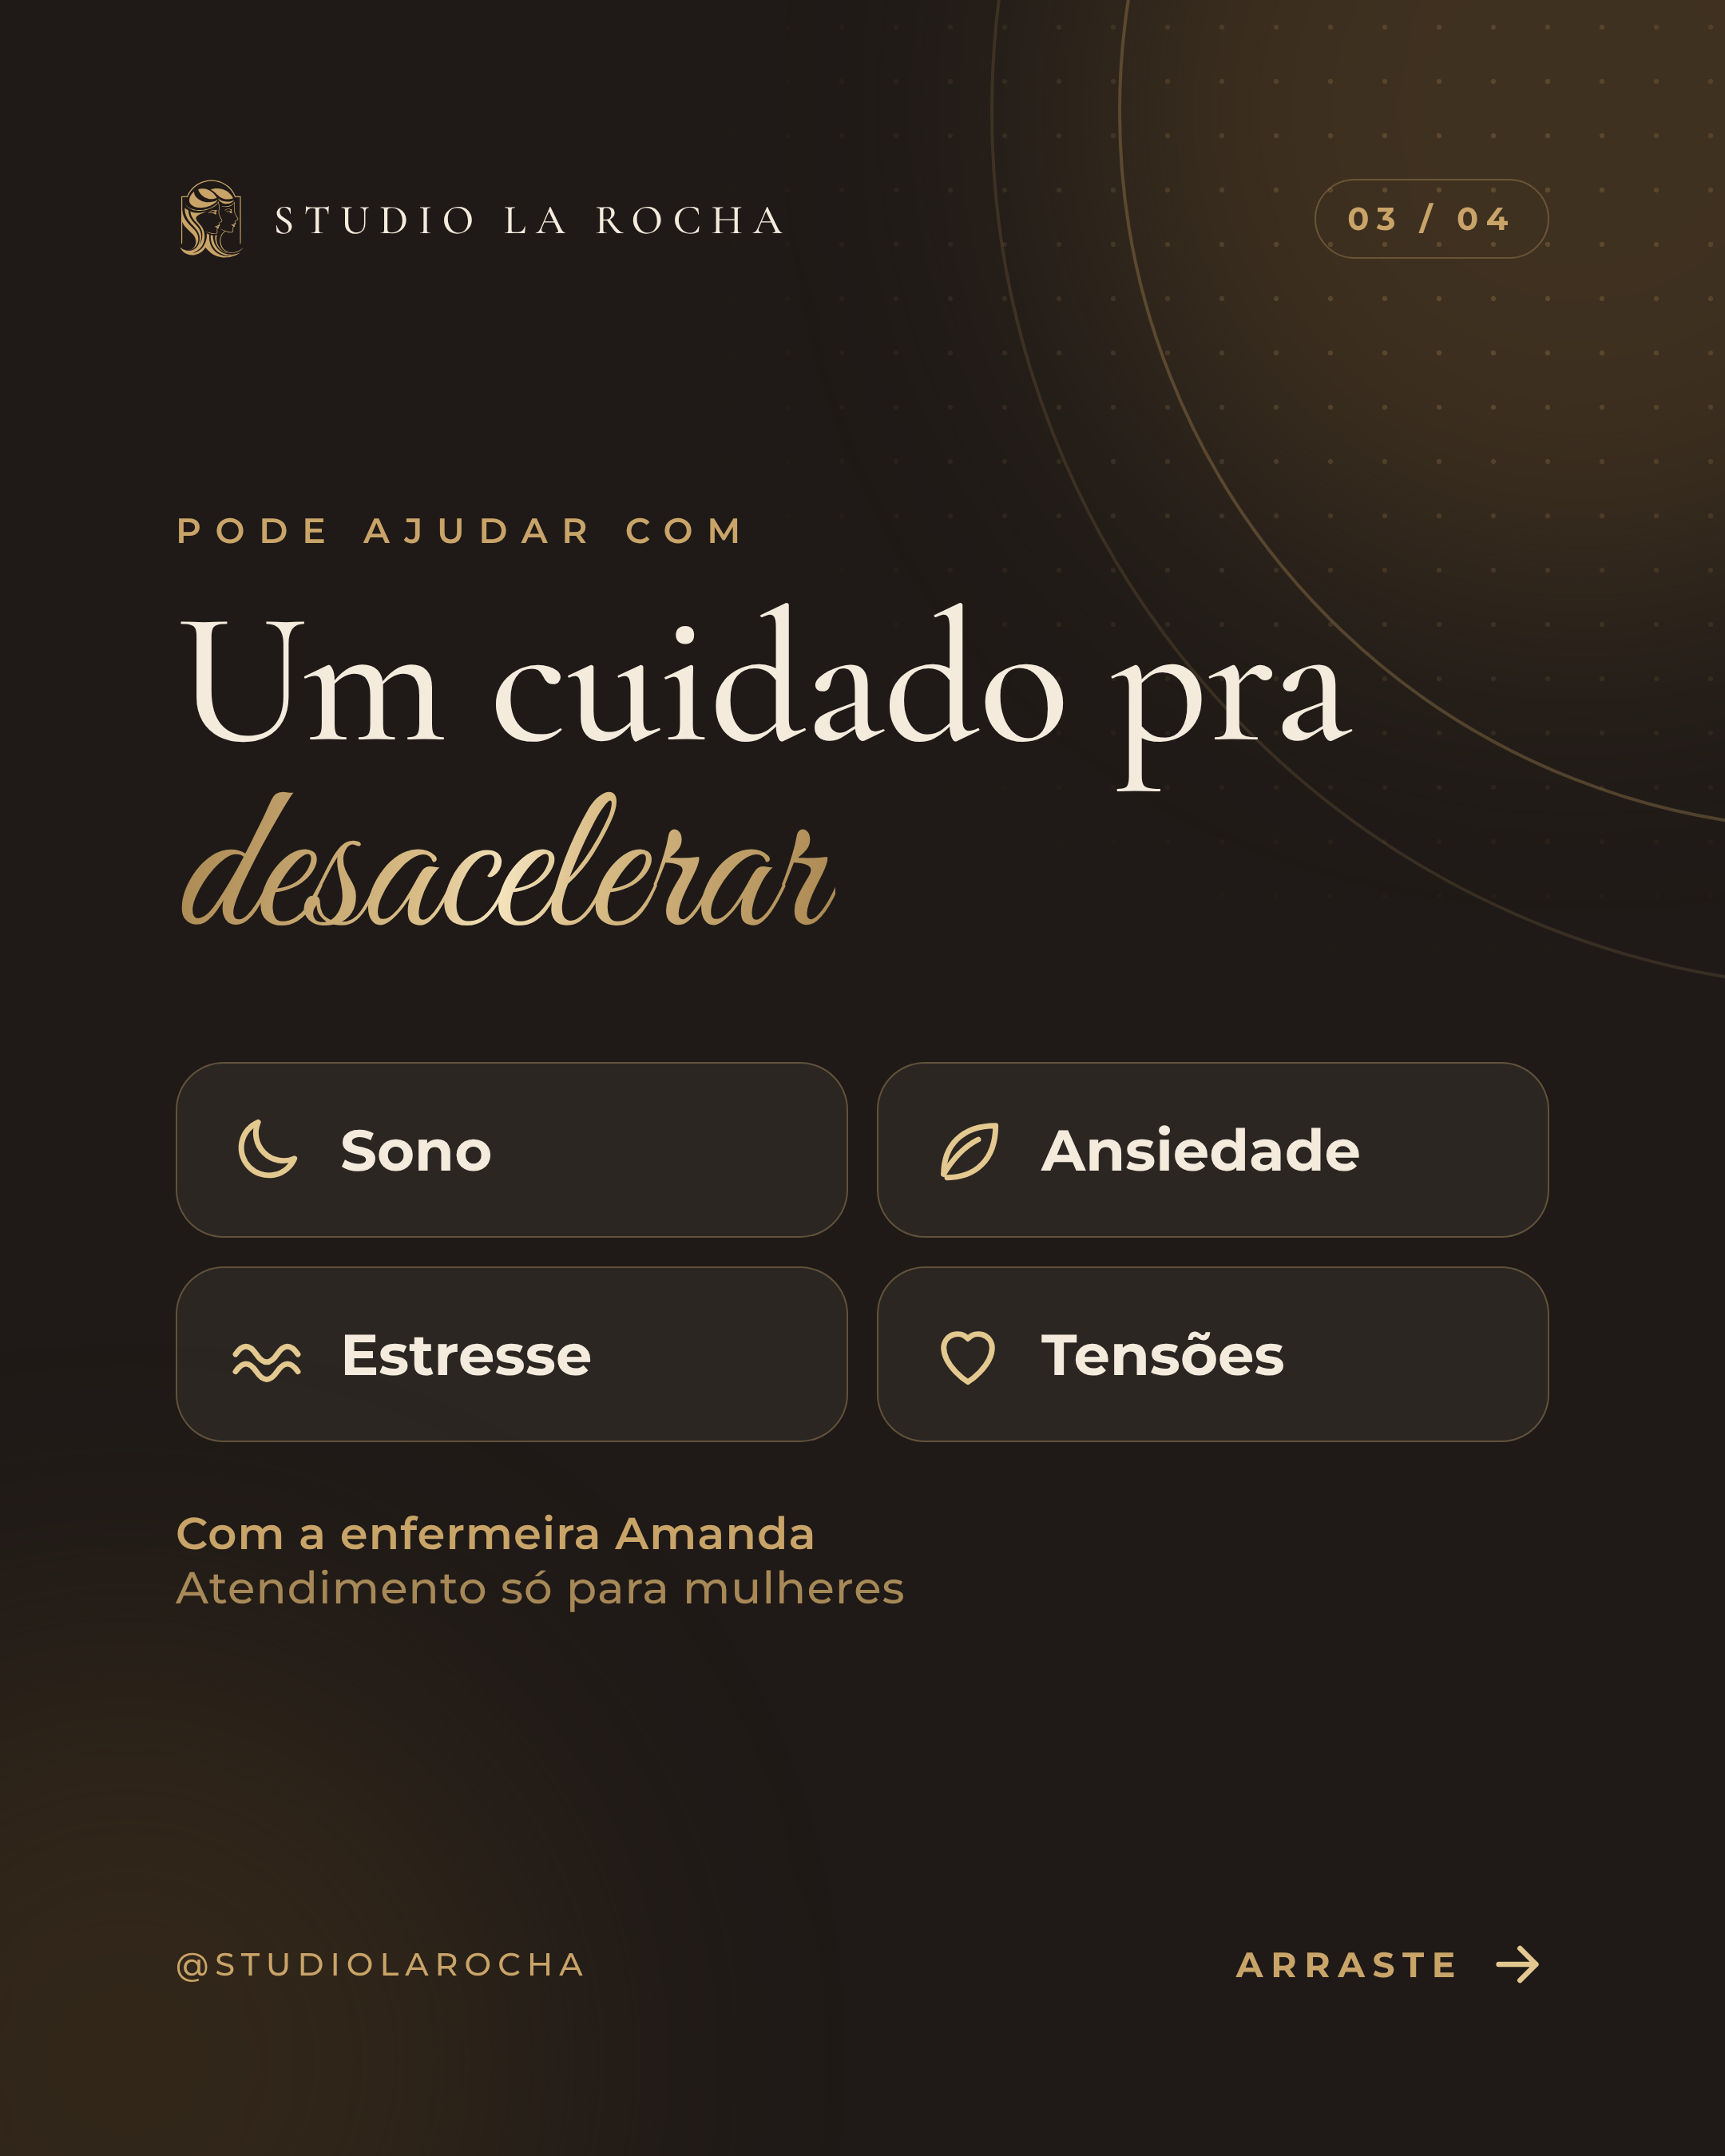 STUDIO LA ROCHA
03 / 04
PODE AJUDAR COM
Um cuidado pra
desacelerar
Sono
Ansiedade
Estresse
Tensões
Com a enfermeira Amanda
Atendimento só para mulheres
@STUDIOLAROCHA
ARRASTE